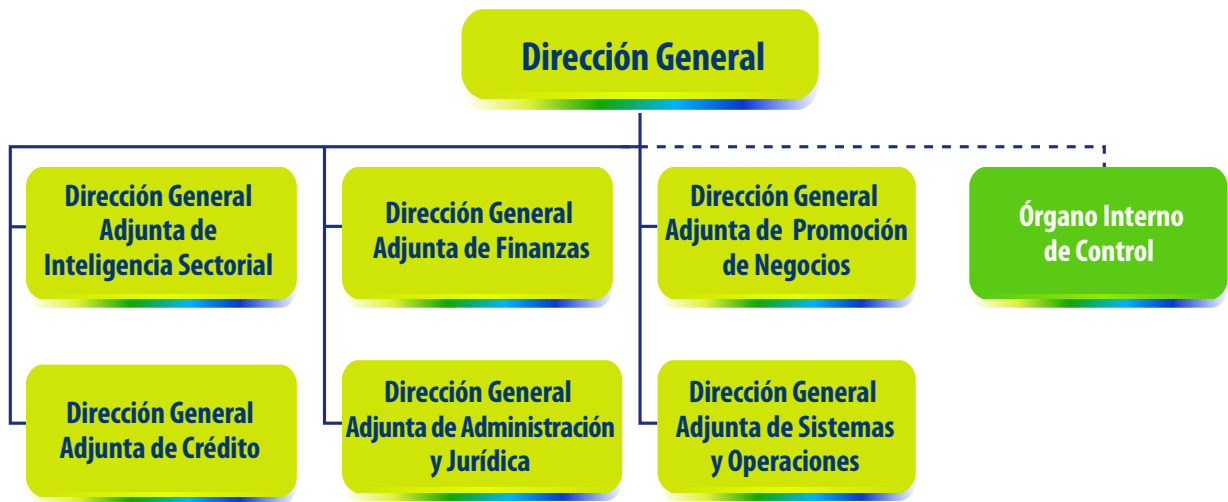 Dirección General
Dirección General
Adjunta de
Inteligencia Sectorial
Dirección General
Adjunta de Finanzas
Dirección General
Adjunta de Promoción
de Negocios
Órgano Interno
de Control
Dirección General
Adjunta de Crédito
Dirección General
Adjunta de Administración
y Jurídica
Dirección General
Adjunta de Sistemas
y Operaciones